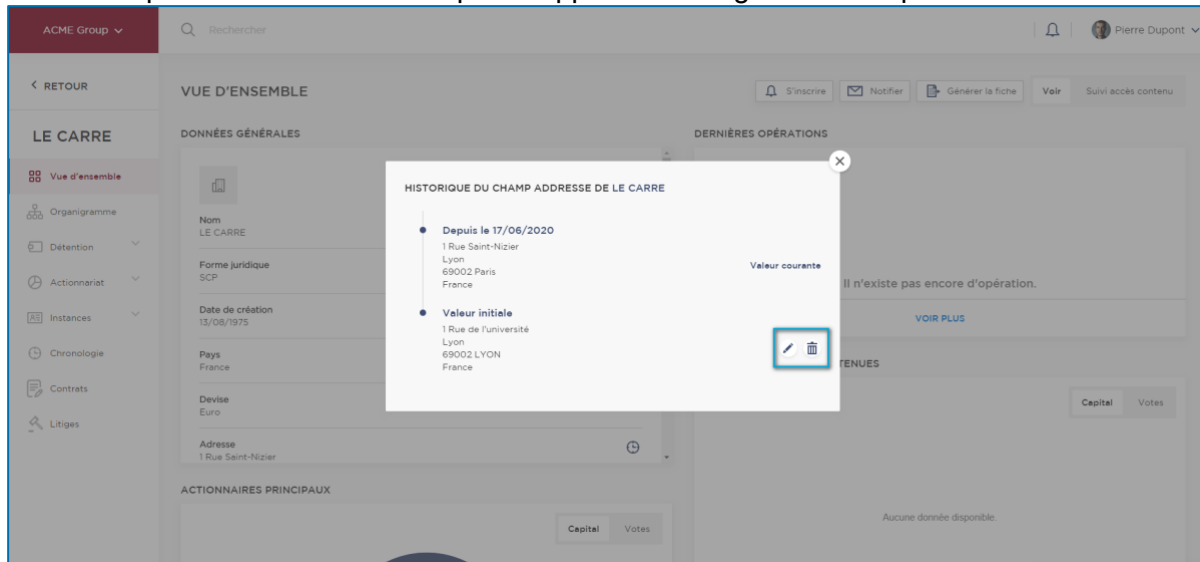 ACME Group
Rechercher
Pierre Dupont
RETOUR
VUE D'ENSEMBLE
S'inscrire
Notifier
Générer la fiche
Voir
Suivi accès contenu
LE CARRE
Vue d'ensemble
Organigramme
Détention
Actionnariat
Instances
Chronologie
Contrats
Litiges
DONNÉES GÉNÉRALES
Nom
LE CARRE
Forme juridique
SCP
Date de création
13/08/1975
Pays
France
Devise
Euro
Adresse
1 Rue Saint-Nizier
ACTIONNAIRES PRINCIPAUX
Capital
Votes
HISTORIQUE DU CHAMP ADDRESSE DE LE CARRE
Depuis le 17/06/2020
1 Rue Saint-Nizier
Lyon
69002 Paris
France
Valeur courante
Valeur initiale
1 Rue de l'université
Lyon
69002 LYON
France
DERNIÈRES OPÉRATIONS
Il n'existe pas encore d'opération.
VOIR PLUS
TENUES
Capital
Votes
Aucune donnée disponible.